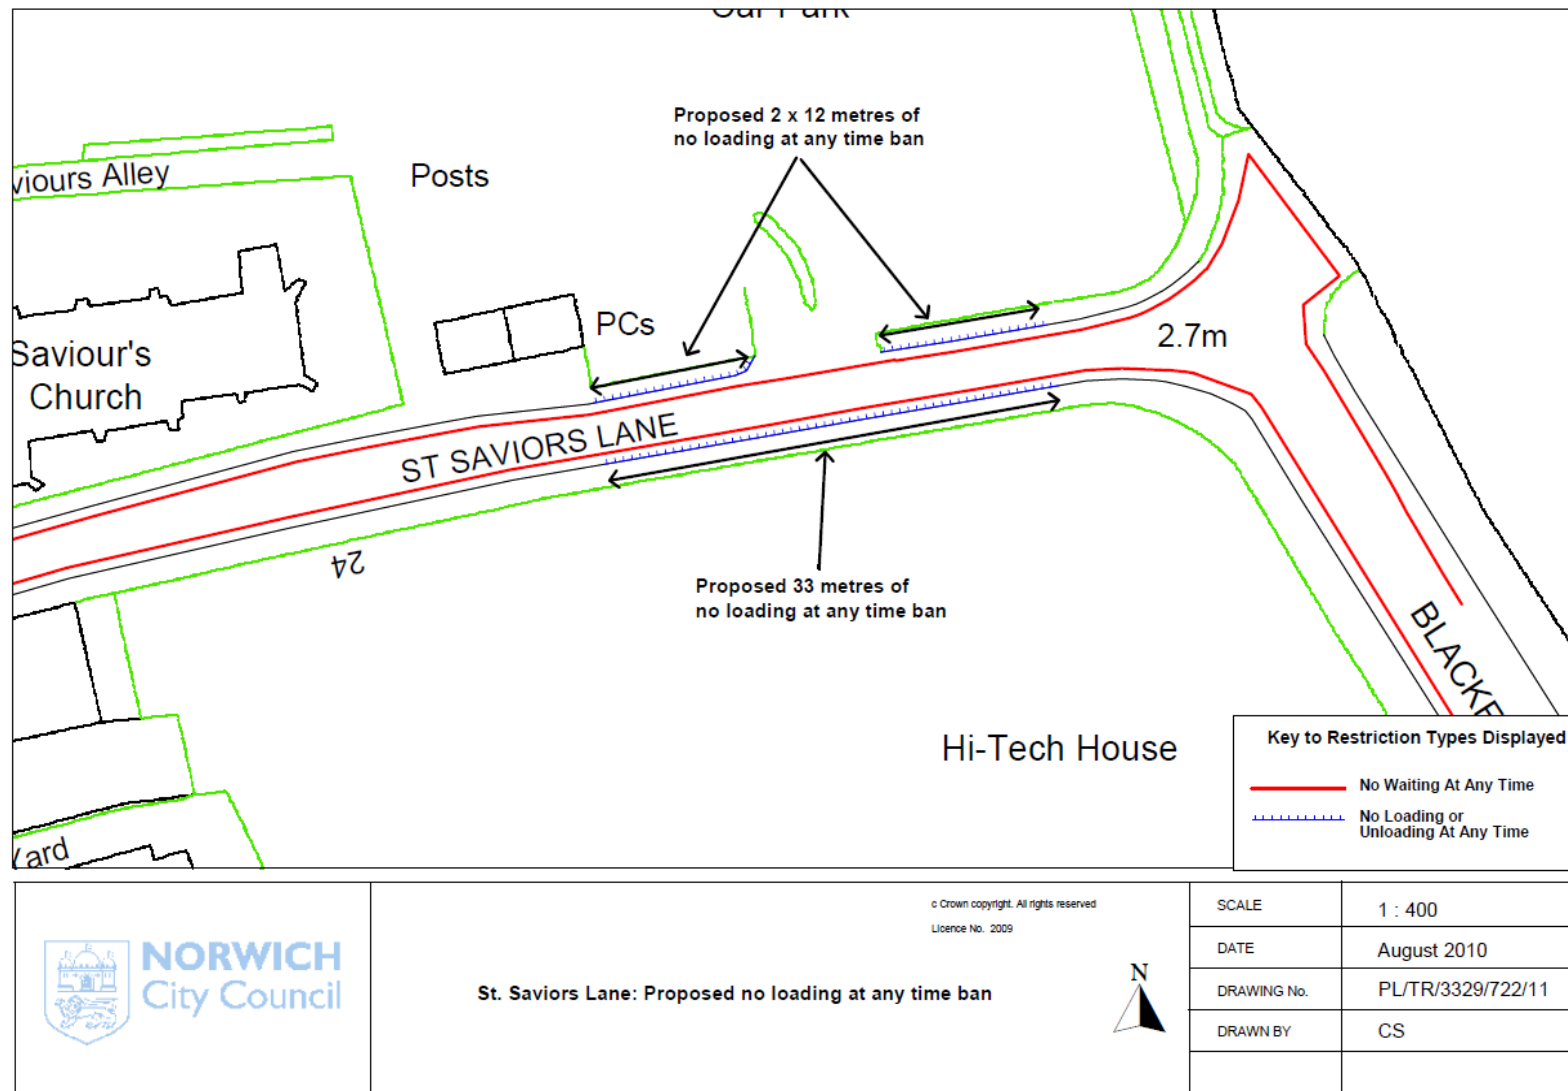 Car Park
Proposed 2 x 12 metres of
no loading at any time ban
viours Alley
Posts
PCs
Saviour's
Church
2.7m
ST SAVIORS LANE
24
Proposed 33 metres of
no loading at any time ban
BLACKF
Hi-Tech House
Key to Restriction Types Displayed
No Waiting At Any Time
No Loading or
Unloading At Any Time
Yard
NORWICH
City Council
c Crown copyright. All rights reserved
Licence No. 2009
St. Saviors Lane: Proposed no loading at any time ban
N
SCALE 1 : 400
DATE August 2010
DRAWING No. PL/TR/3329/722/11
DRAWN BY CS